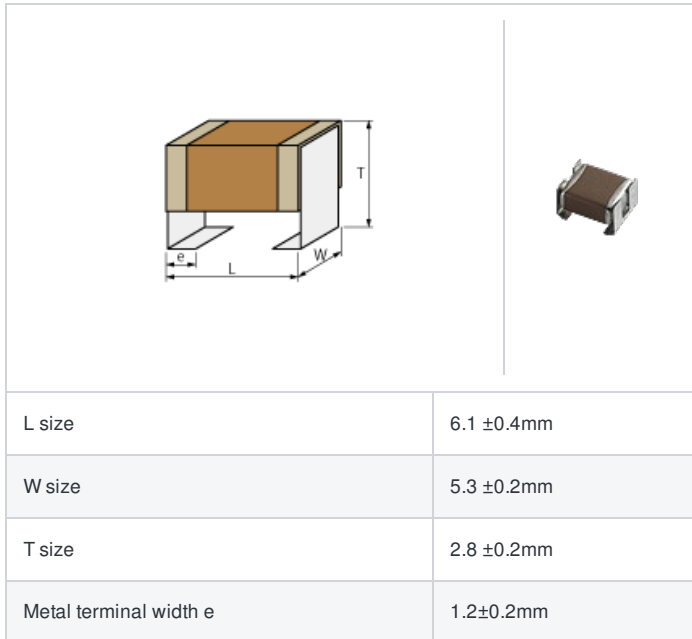 T
e
L
W
L size 6.1 ±0.4mm
W size 5.3 ±0.2mm
T size 2.8 ±0.2mm
Metal terminal width e 1.2±0.2mm